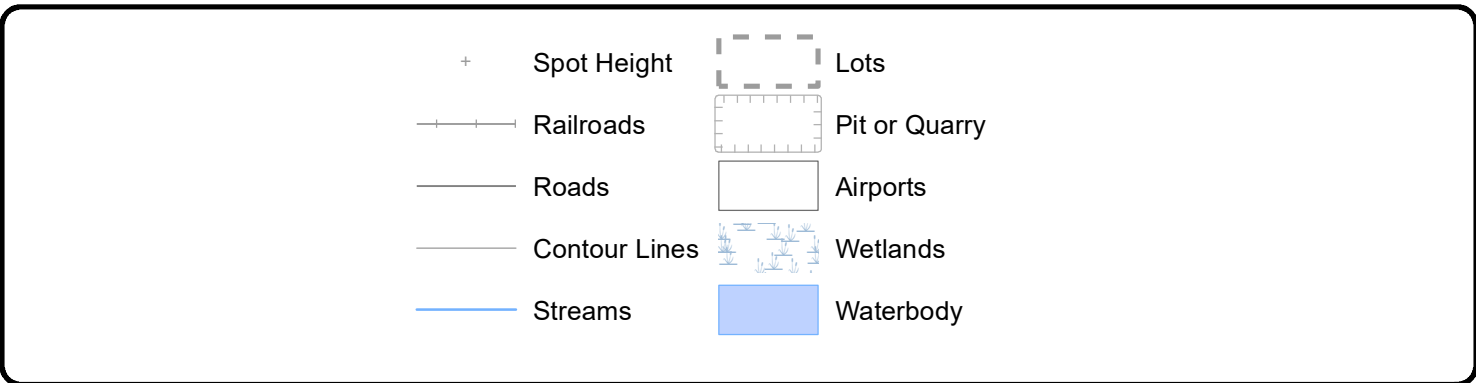 Spot Height
Lots
Railroads
Pit or Quarry
Roads
Airports
Contour Lines
Wetlands
Streams
Waterbody